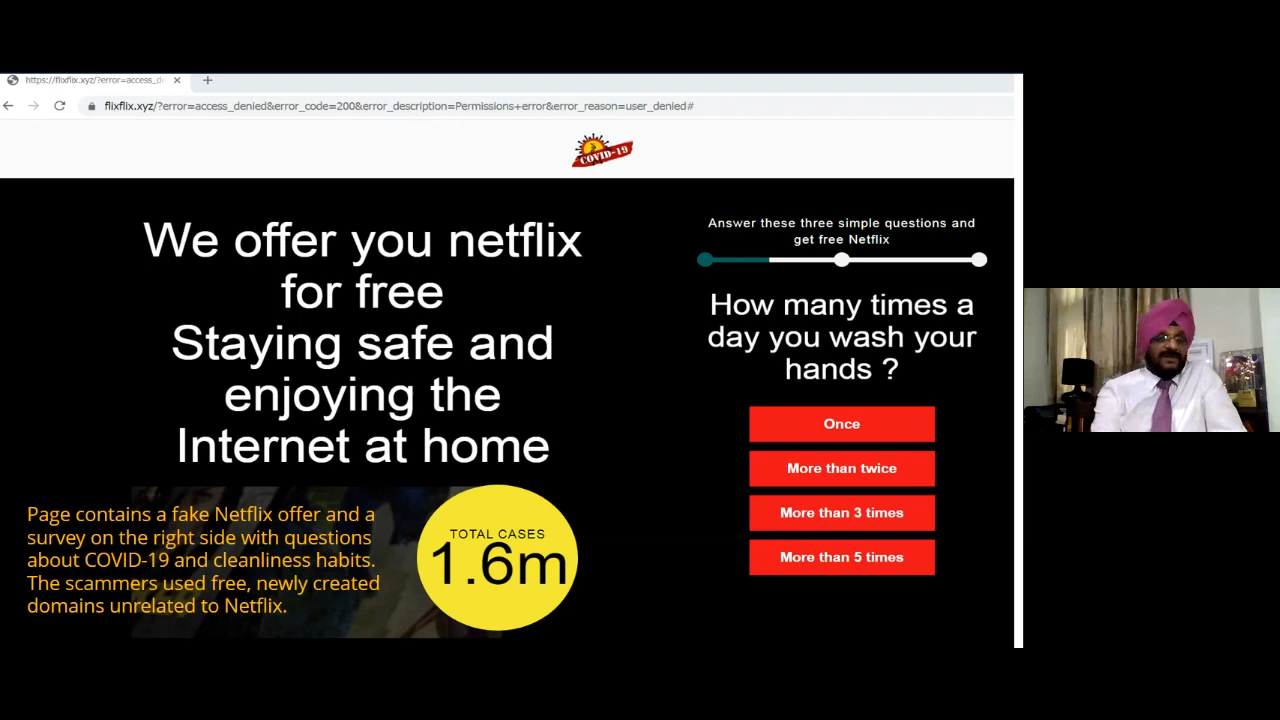 https://flixflix.xyz/?error=access_de
flixflix.xyz/?error=access_denied&error_code=200&error_description=Permissions+error&error_reason=user_denied#
COVID-19
We offer you netflix
for free
Staying safe and
enjoying the
Internet at home
Page contains a fake Netflix offer and a
survey on the right side with questions
about COVID-19 and cleanliness habits.
The scammers used free, newly created
domains unrelated to Netflix.
TOTAL CASES
1.6m
Answer these three simple questions and
get free Netflix
How many times a
day you wash your
hands ?
Once
More than twice
More than 3 times
More than 5 times